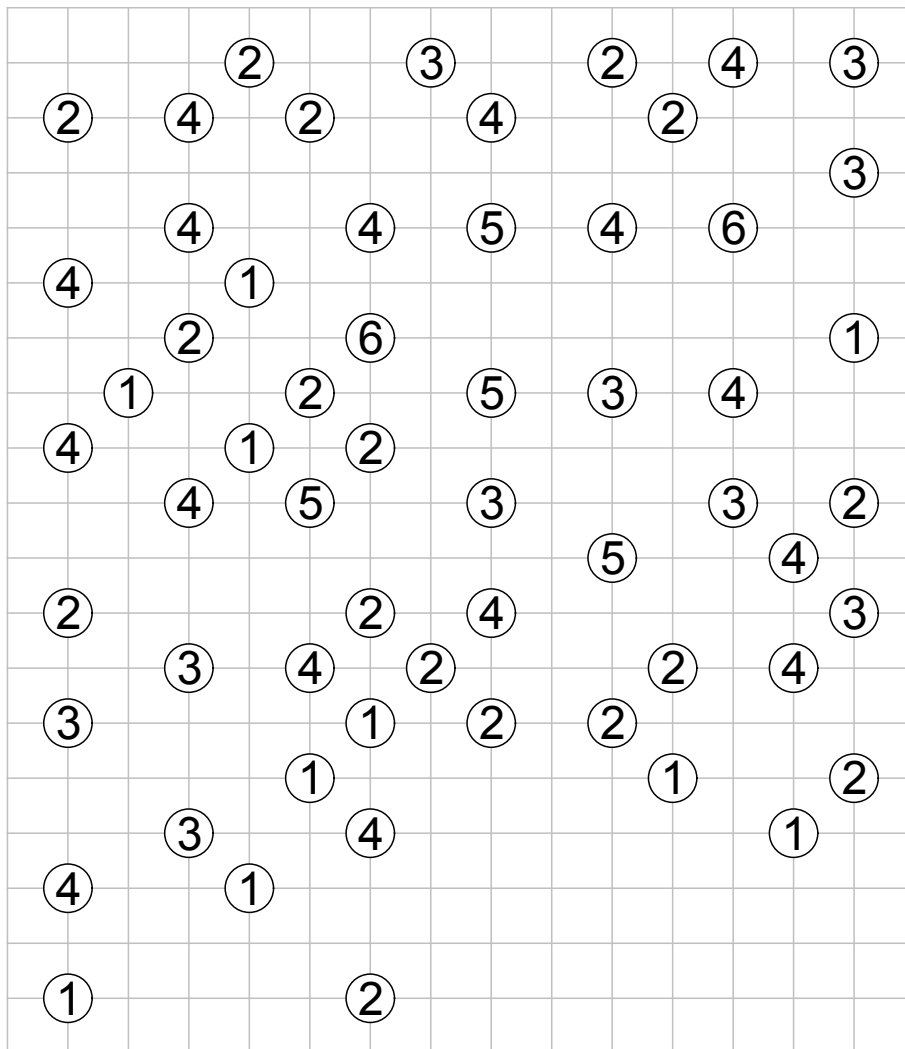 2 3 2 4 3
2 4 2 4 2
3
4 4 5 4 6
4 1
2 6 1
1 2 5 3 4
4 1 2
4 5 3 3 2
5 4
2 2 4 3
3 4 2 2 4
3 1 2 2
1 1 2
3 4 1
4 1
1 2